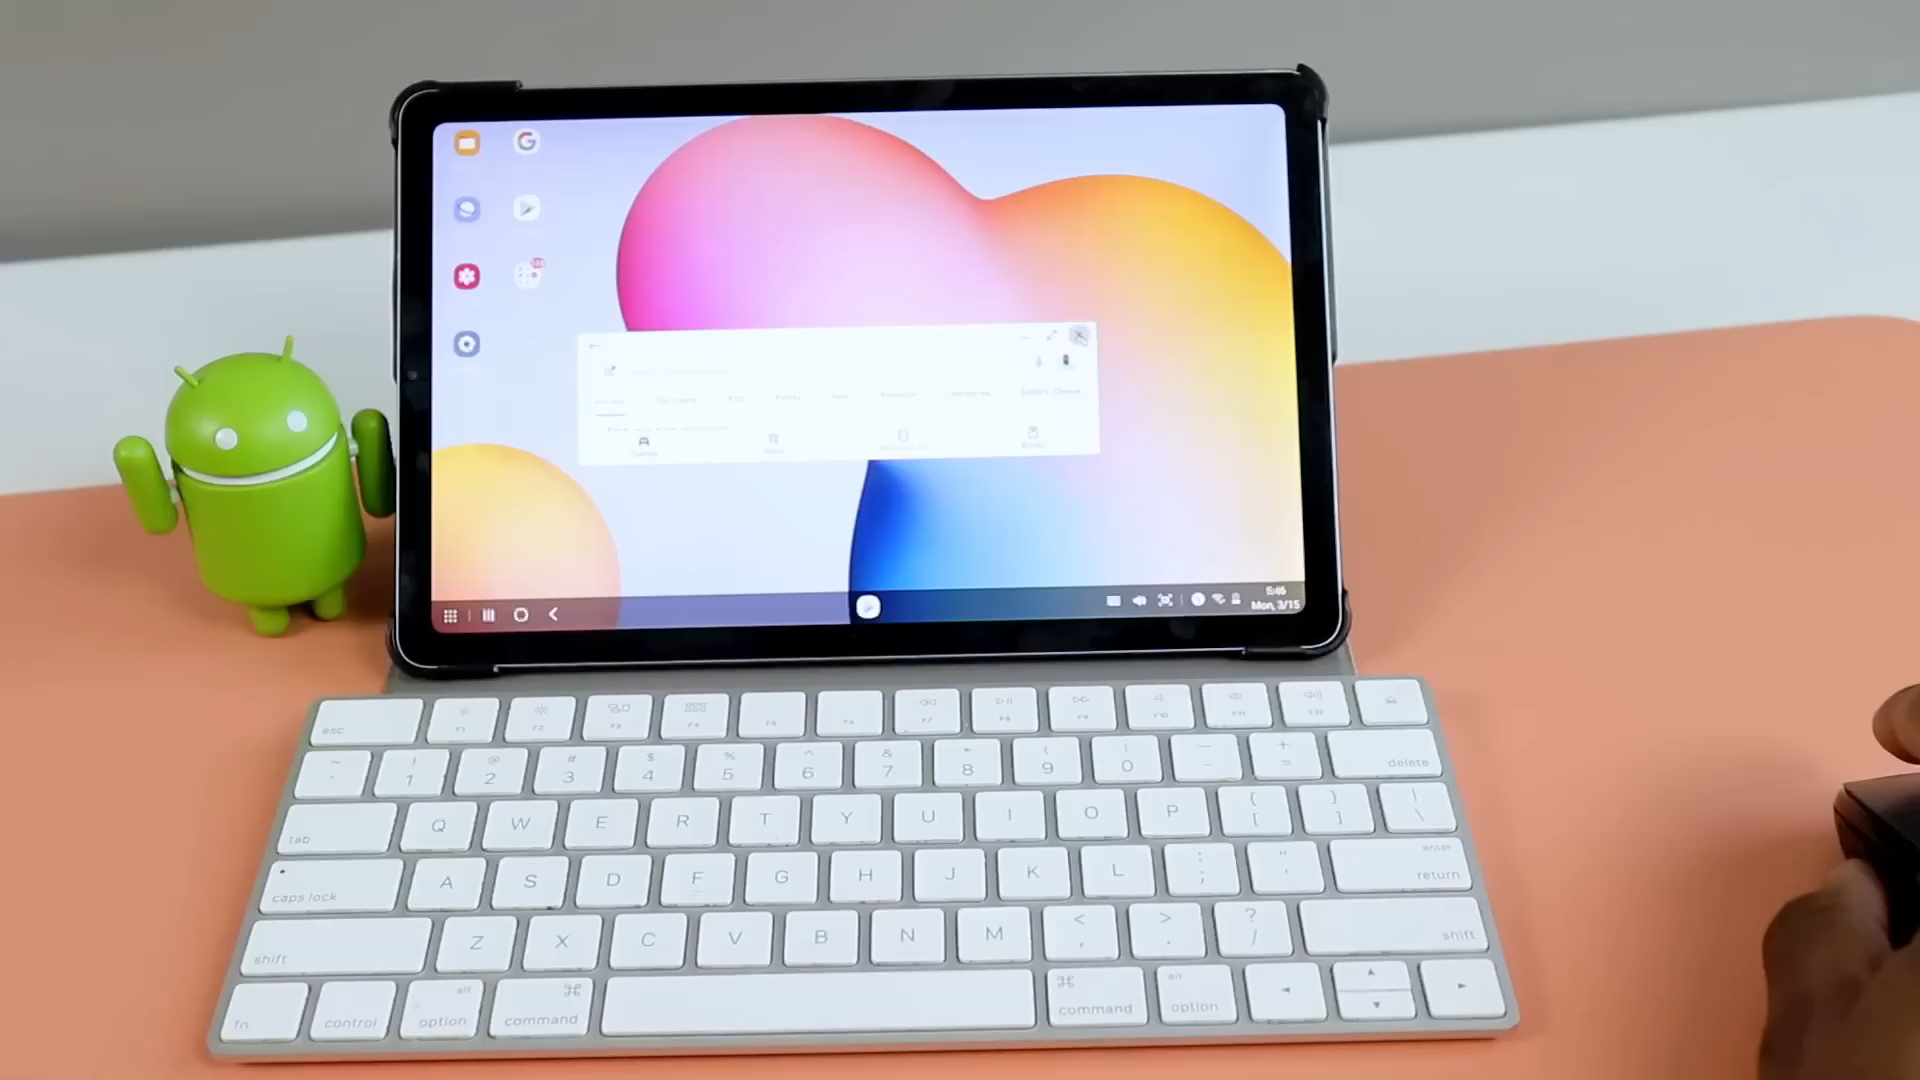 5:46
Mon, 3/15
esc F1 F2 F3 F4 F5 F6 F7 F8 F9 F10 F11 F12
~ ! @ # $ % ^ & * ( ) — +
` 1 2 3 4 5 6 7 8 9 0 - = delete
tab Q W E R T Y U I O P { [ } ] | \
caps lock A S D F G H J K L : ; " ' enter return
shift Z X C V B N M < , > . ? / shift
fn control alt option ⌘ command ⌘ command alt option